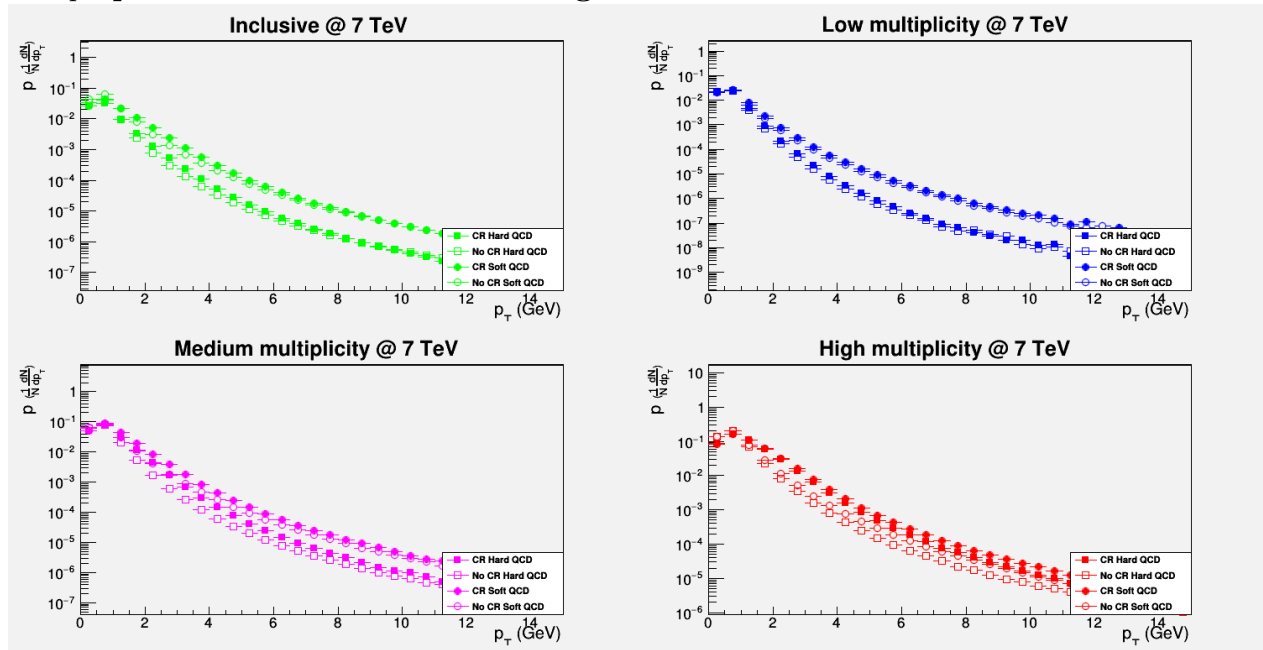 Inclusive @ 7 TeV
p (1/N dN/dp_T)
1
10⁻¹
10⁻²
10⁻³
10⁻⁴
10⁻⁵
10⁻⁶
10⁻⁷
CR Hard QCD
No CR Hard QCD
CR Soft QCD
No CR Soft QCD
0 2 4 6 8 10 12 14
p_T (GeV)
Low multiplicity @ 7 TeV
p (1/N dN/dp_T)
1
10⁻¹
10⁻²
10⁻³
10⁻⁴
10⁻⁵
10⁻⁶
10⁻⁷
10⁻⁸
10⁻⁹
CR Hard QCD
No CR Hard QCD
CR Soft QCD
No CR Soft QCD
0 2 4 6 8 10 12 14
p_T (GeV)
Medium multiplicity @ 7 TeV
p (1/N dN/dp_T)
1
10⁻¹
10⁻²
10⁻³
10⁻⁴
10⁻⁵
10⁻⁶
10⁻⁷
CR Hard QCD
No CR Hard QCD
CR Soft QCD
No CR Soft QCD
0 2 4 6 8 10 12 14
p_T (GeV)
High multiplicity @ 7 TeV
p (1/N dN/dp_T)
10
1
10⁻¹
10⁻²
10⁻³
10⁻⁴
10⁻⁵
10⁻⁶
CR Hard QCD
No CR Hard QCD
CR Soft QCD
No CR Soft QCD
0 2 4 6 8 10 12 14
p_T (GeV)